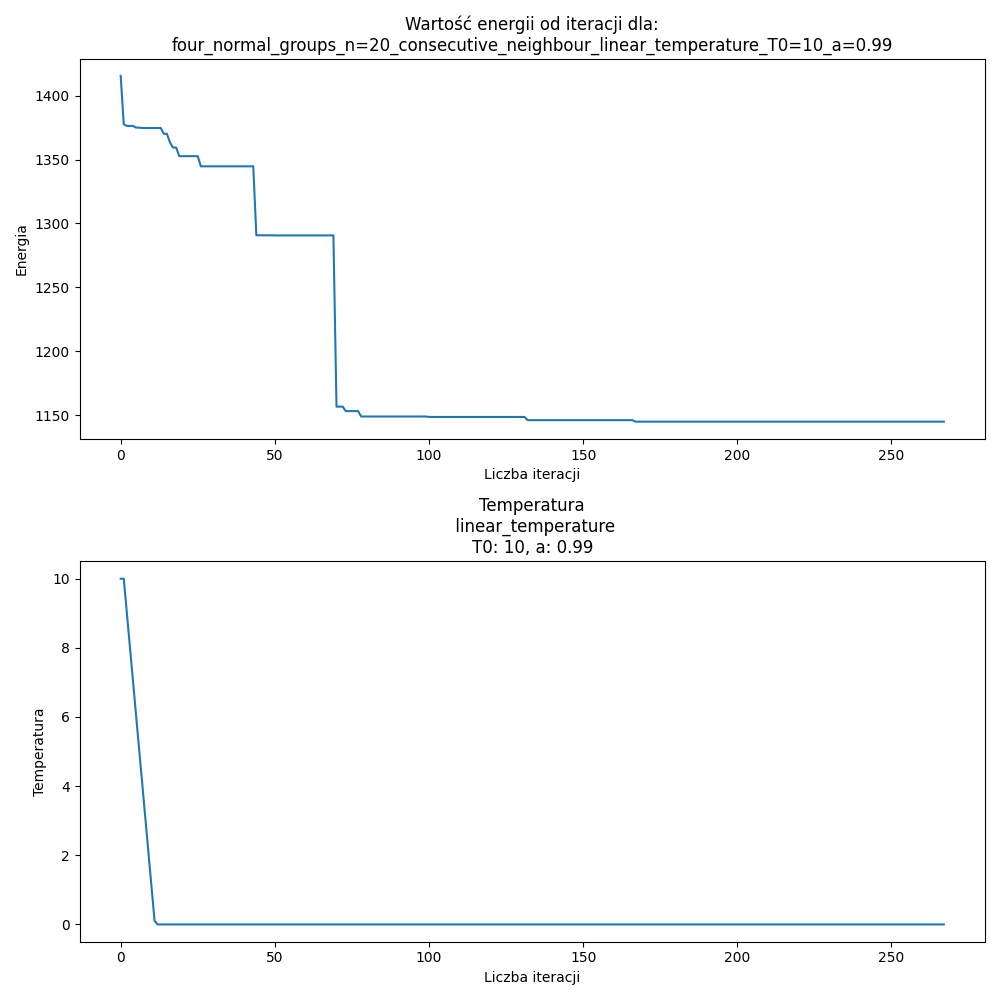 Wartość energii od iteracji dla:
four_normal_groups_n=20_consecutive_neighbour_linear_temperature_T0=10_a=0.99
1400
1350
1300
1250
1200
1150
Energia
0 50 100 150 200 250
Liczba iteracji
Temperatura
linear_temperature
T0: 10, a: 0.99
10
8
6
4
2
0
Temperatura
0 50 100 150 200 250
Liczba iteracji